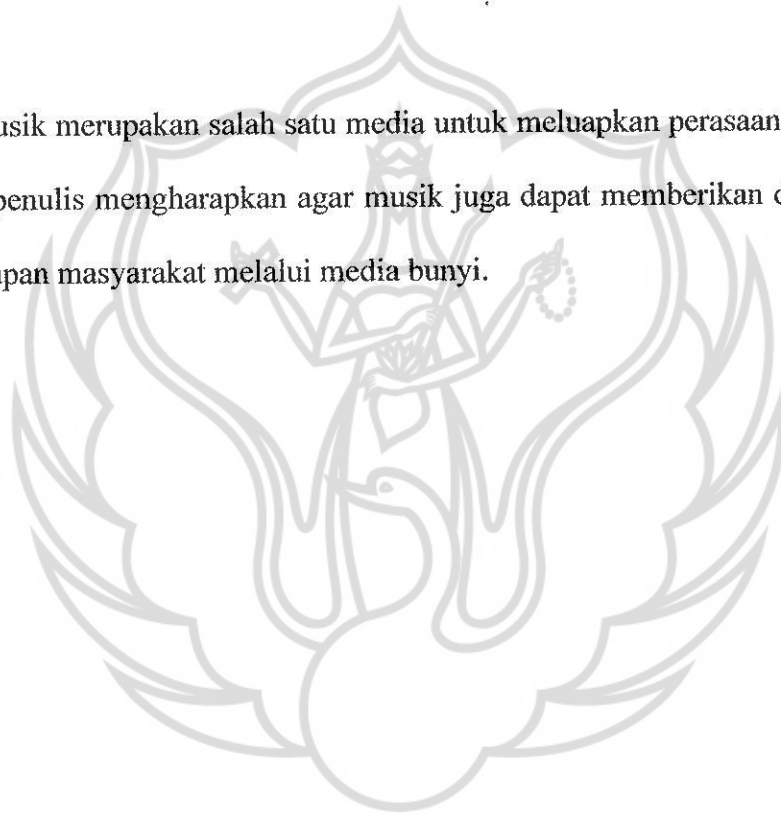 usik merupakan salah satu media untuk meluapkan perasaan
penulis mengharapkan agar musik juga dapat memberikan
pan masyarakat melalui media bunyi.